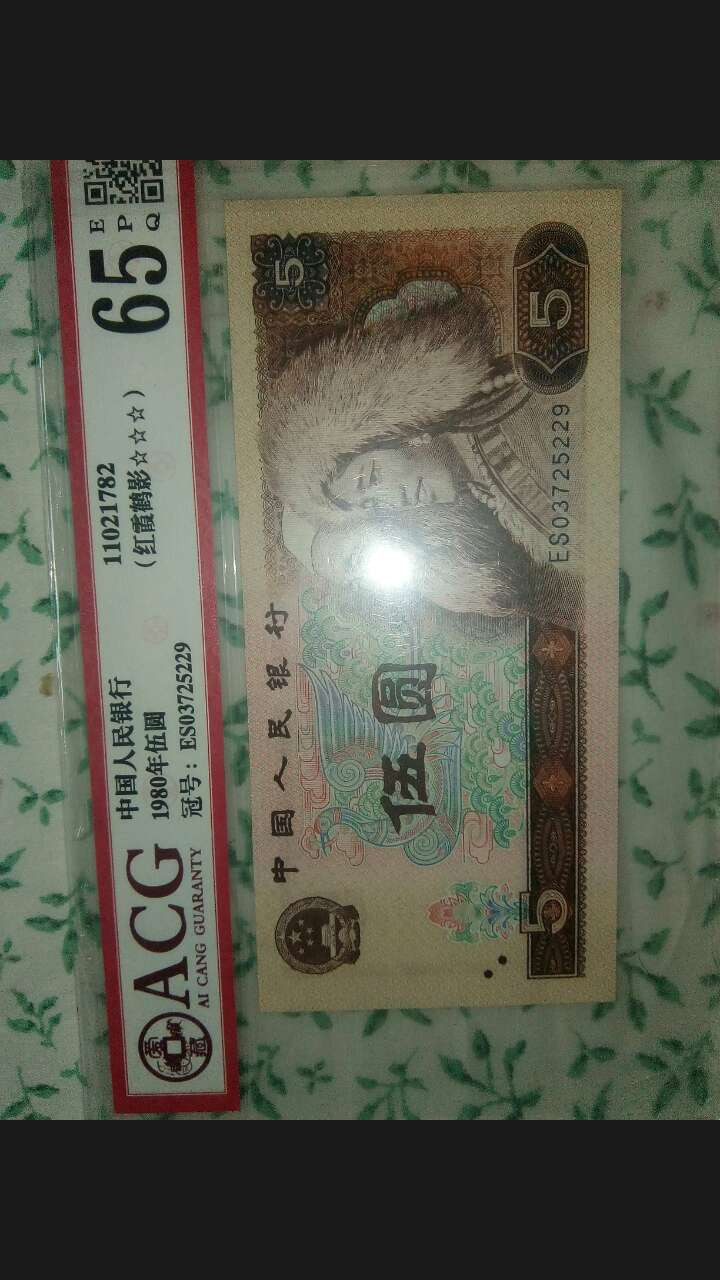 ACG
AI CANG GUARANTY
中国人民银行
1980年伍圆
冠号：ES03725229
11021782
（红霞鹤影☆☆☆）
65
E
P
Q
中国人民银行
伍圆
5
5
5
ES03725229